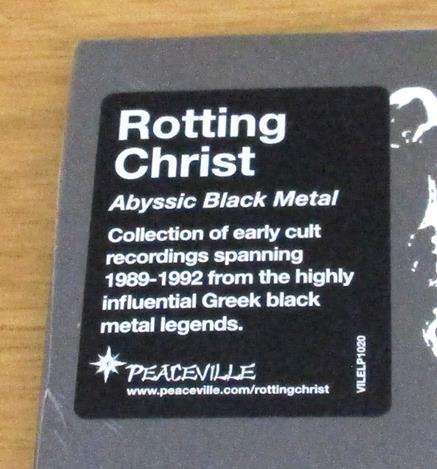 Rotting
Christ
Abyssic Black Metal
Collection of early cult
recordings spanning
1989-1992 from the highly
influential Greek black
metal legends.
PEACEVILLE
www.peaceville.com/rottingchrist
VILELP1020